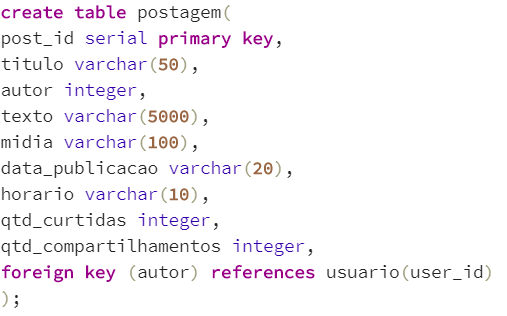 create table postagem(
post_id serial primary key,
titulo varchar(50),
autor integer,
texto varchar(5000),
midia varchar(100),
data_publicacao varchar(20),
horario varchar(10),
qtd_curtidas integer,
qtd_compartilhamentos integer,
foreign key (autor) references usuario(user_id)
);